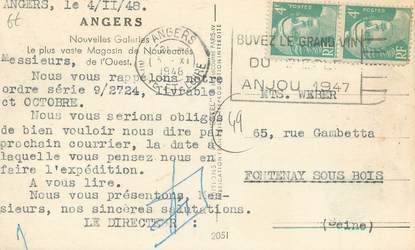 ANGERS, le 4/II/48.
ANGERS
Nouvelles Galeries
Le plus vaste Magasin de Nouveautés
de l'Ouest
Messieurs,
Nous vous rappelons notre
ordre série 9/2724, Livrable
et OCTOBRE.
Nous vous serions obligés
de bien vouloir nous dire par
prochain courrier, la date à
laquelle vous pensez nous en
faire l'expédition.
A vous lire.
Nous vous présentons, Mes-
sieurs, nos sincères salutations.
LE DIRECTEUR :
2051
ANGERS
1948
BUVEZ LE GRAND VIN
ANJOU 1947
49
ETS. WEBER
65, rue Gambetta
FONTENAY SOUS BOIS
(Seine)